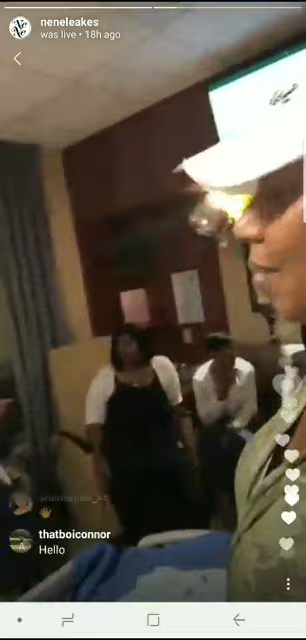 neneleakes
was live • 18h ago
thatboiconnor
Hello